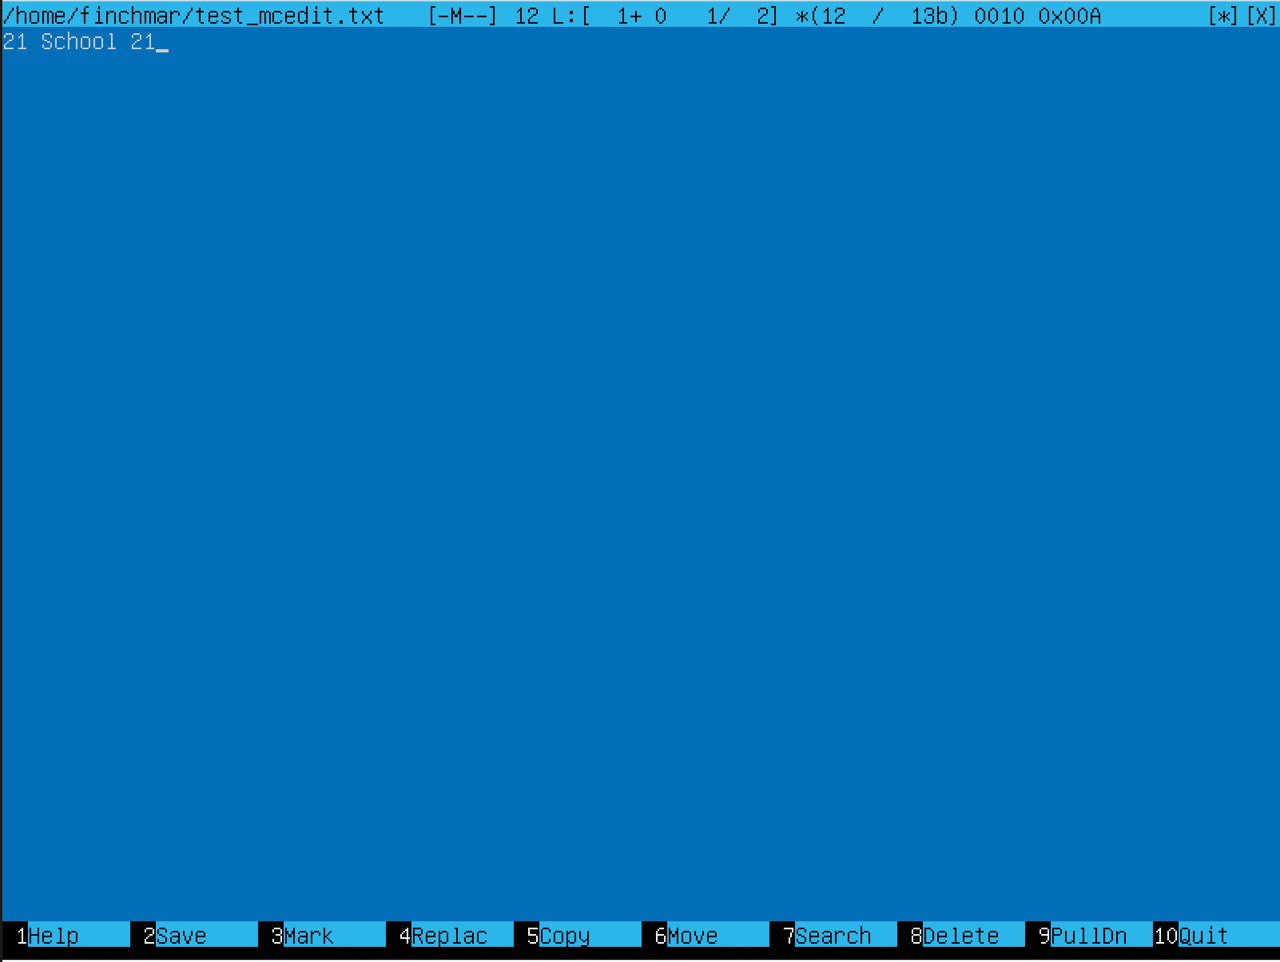 /home/finchmar/test_mcedit.txt   [-M--] 12 L:[  1+ 0   1/  2] *(12  /  13b) 0010 0x00A   [*][X]
21 School 21_
1Help 2Save 3Mark 4Replac 5Copy 6Move 7Search 8Delete 9PullDn 10Quit